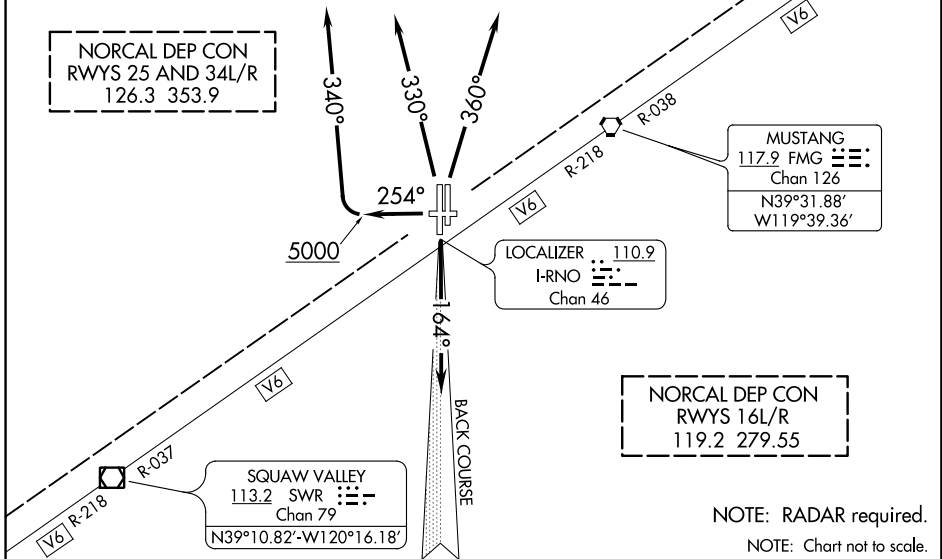 NORCAL DEP CON
RWYS 25 AND 34L/R
126.3 353.9
340°
330°
360°
V6
R-038
R-218
MUSTANG
117.9 FMG
Chan 126
N39°31.88'
W119°39.36'
254°
5000
V6
LOCALIZER 110.9
I-RNO
Chan 46
164°
BACK COURSE
V6
NORCAL DEP CON
RWYS 16L/R
119.2 279.55
R-037
R-218
V6
SQUAW VALLEY
113.2 SWR
Chan 79
N39°10.82'-W120°16.18'
NOTE: RADAR required.
NOTE: Chart not to scale.